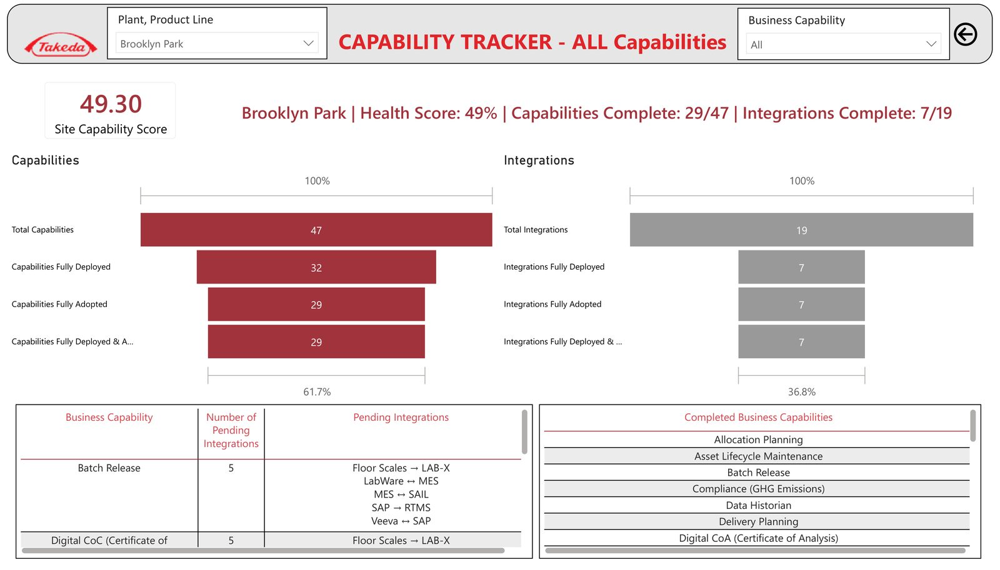 Takeda
Plant, Product Line
Brooklyn Park
CAPABILITY TRACKER - ALL Capabilities
Business Capability
All
49.30
Site Capability Score
Brooklyn Park | Health Score: 49% | Capabilities Complete: 29/47 | Integrations Complete: 7/19
Capabilities
100%
Total Capabilities
47
Capabilities Fully Deployed
32
Capabilities Fully Adopted
29
Capabilities Fully Deployed & A...
29
61.7%
Integrations
100%
Total Integrations
19
Integrations Fully Deployed
7
Integrations Fully Adopted
7
Integrations Fully Deployed & ...
7
36.8%
Business Capability
Number of
Pending
Integrations
Pending Integrations
Batch Release
5
Floor Scales → LAB-X
LabWare ↔ MES
MES ↔ SAIL
SAP → RTMS
Veeva ↔ SAP
Digital CoC (Certificate of
5
Floor Scales → LAB-X
Completed Business Capabilities
Allocation Planning
Asset Lifecycle Maintenance
Batch Release
Compliance (GHG Emissions)
Data Historian
Delivery Planning
Digital CoA (Certificate of Analysis)